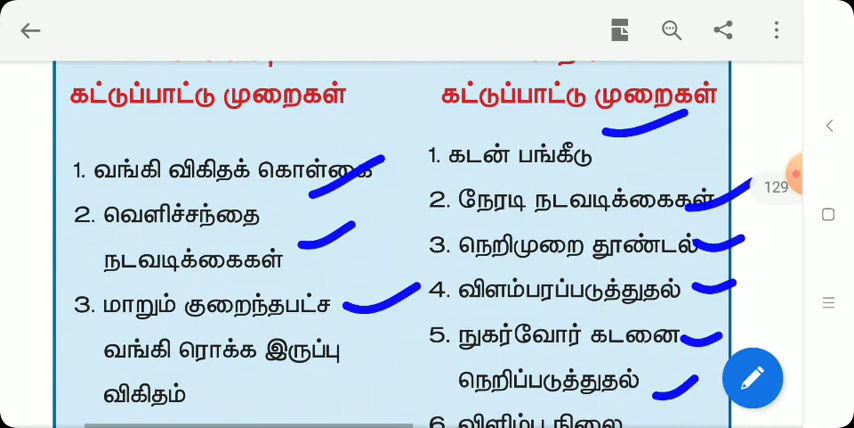 கட்டுப்பாட்டு முறைகள்
1. வங்கி விகிதக் கொள்கை
2. வெளிச்சந்தை
நடவடிக்கைகள்
3. மாறும் குறைந்தபட்ச
வங்கி ரொக்க இருப்பு
விகிதம்
கட்டுப்பாட்டு முறைகள்
1. கடன் பங்கீடு
2. நேரடி நடவடிக்கைகள்
3. நெறிமுறை தூண்டல்
4. விளம்பரப்படுத்துதல்
5. நுகர்வோர் கடனை
நெறிப்படுத்துதல்
6. விளிம்பு நிலை
129